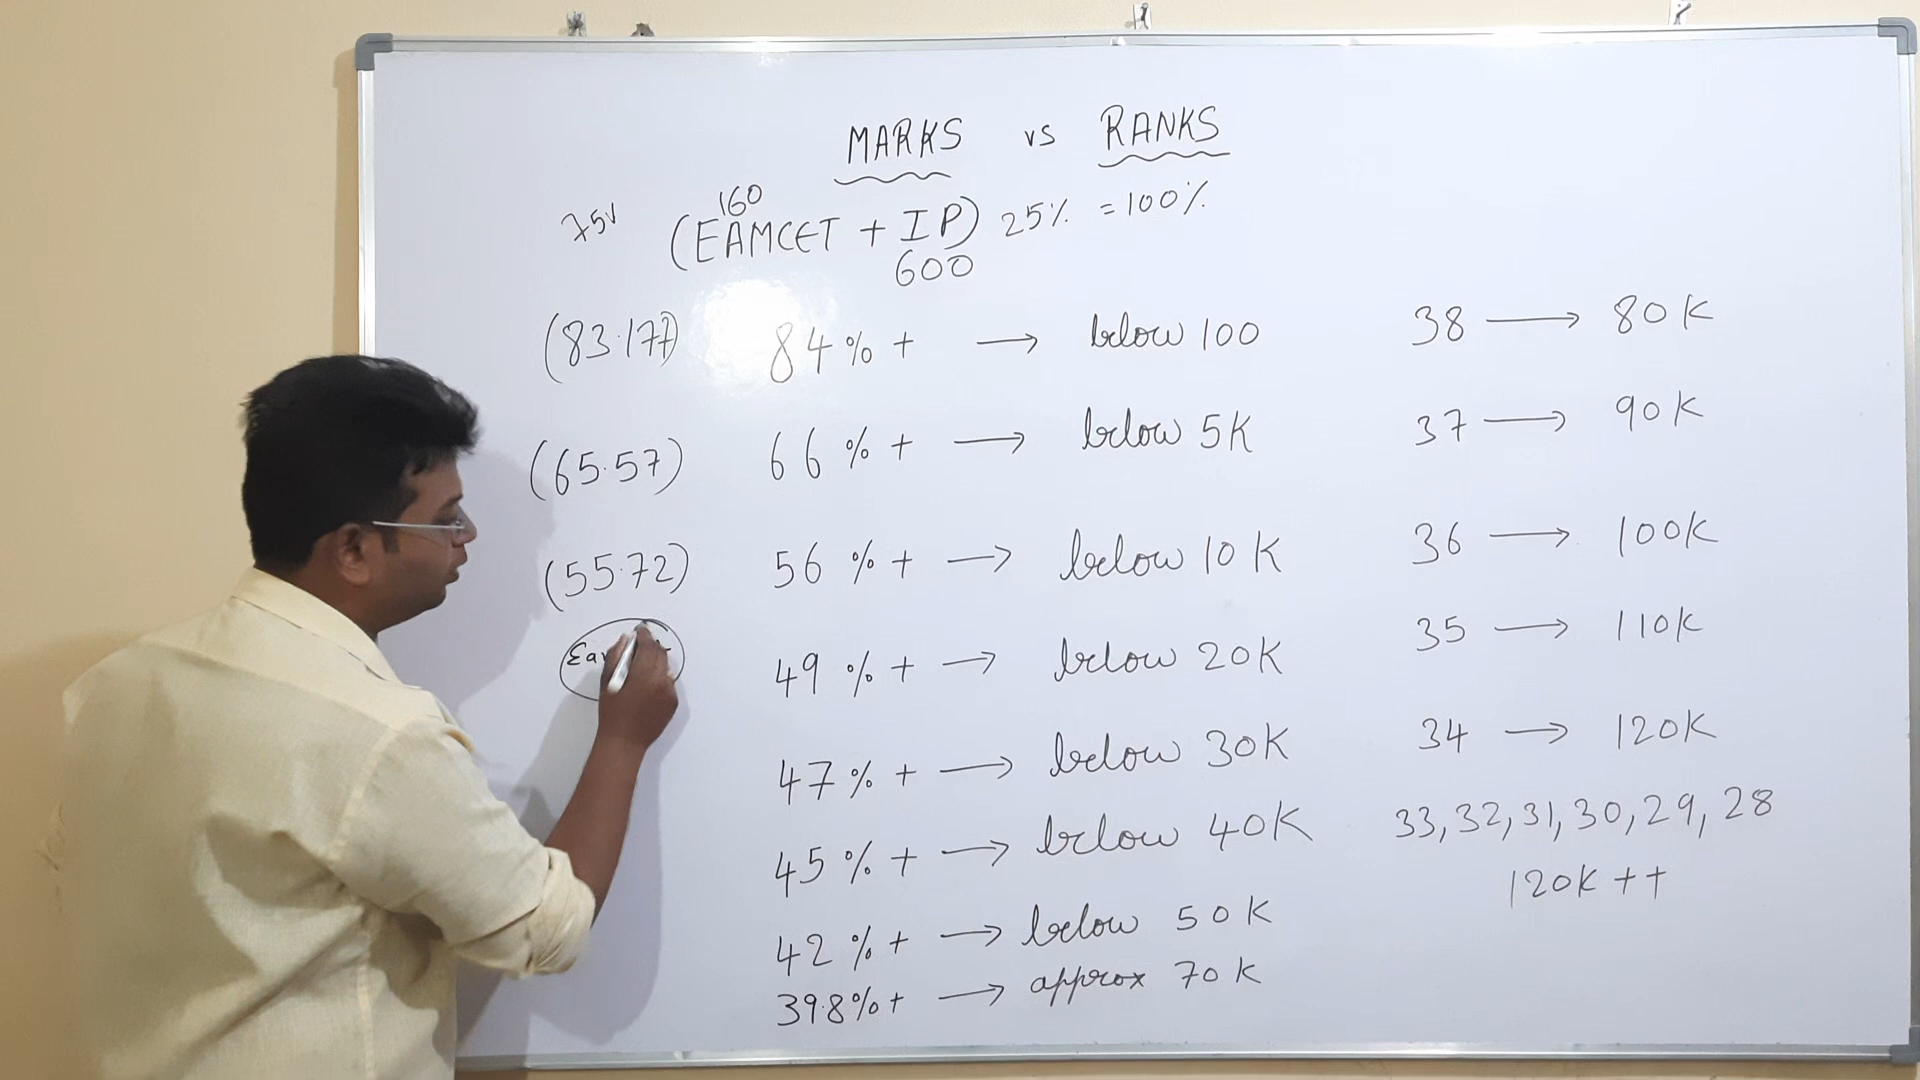 MARKS vs RANKS
160
75% (EAMCET + IP) 25% = 100%
600
(83.177) 84% + → below 100
(65.57) 66% + → below 5K
(55.72) 56% + → below 10K
49% + → below 20K
47% + → below 30K
45% + → below 40K
42% + → below 50K
39.8% + → approx 70K
38 → 80K
37 → 90K
36 → 100K
35 → 110K
34 → 120K
33, 32, 31, 30, 29, 28
120K ++